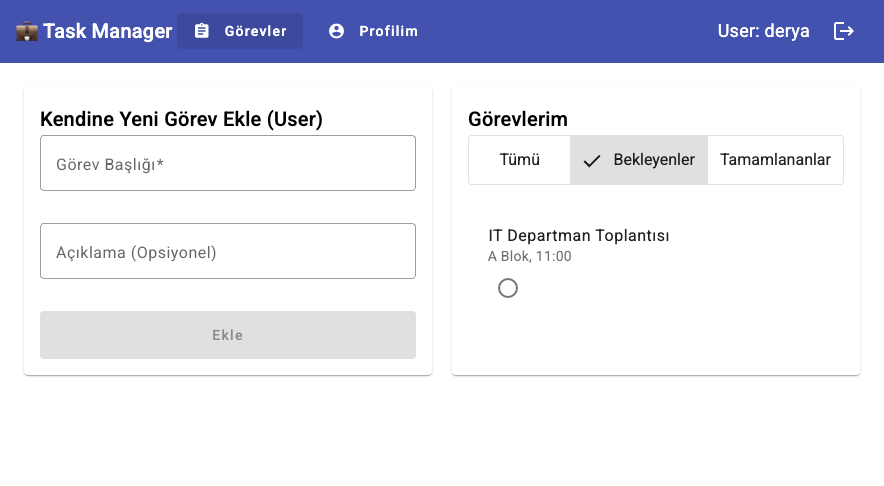 Task Manager
Görevler
Profilim
User: derya
Kendine Yeni Görev Ekle (User)
Görev Başlığı*
Açıklama (Opsiyonel)
Ekle
Görevlerim
Tümü
Bekleyenler
Tamamlananlar
IT Departman Toplantısı
A Blok, 11:00